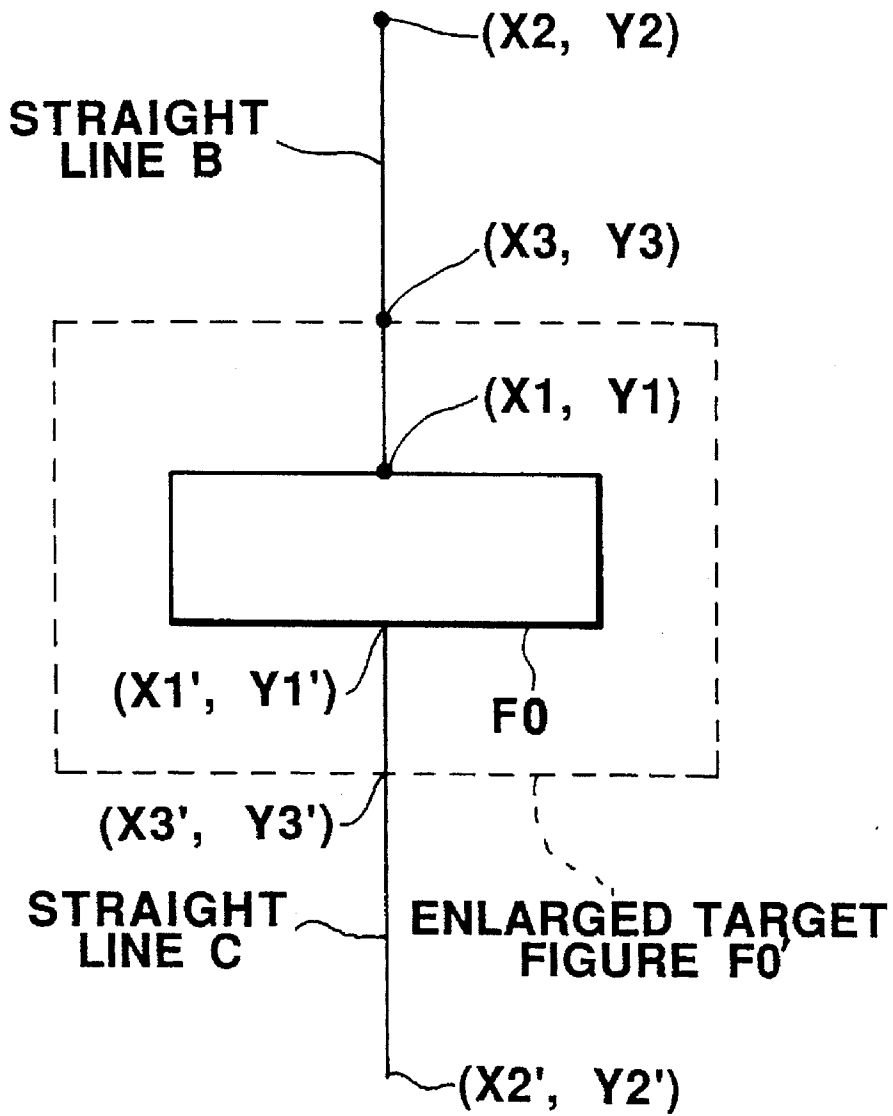 (X2, Y2)
STRAIGHT
LINE B
(X3, Y3)
(X1, Y1)
(X1', Y1')
F0
(X3', Y3')
STRAIGHT
LINE C
ENLARGED TARGET
FIGURE F0'
(X2', Y2')